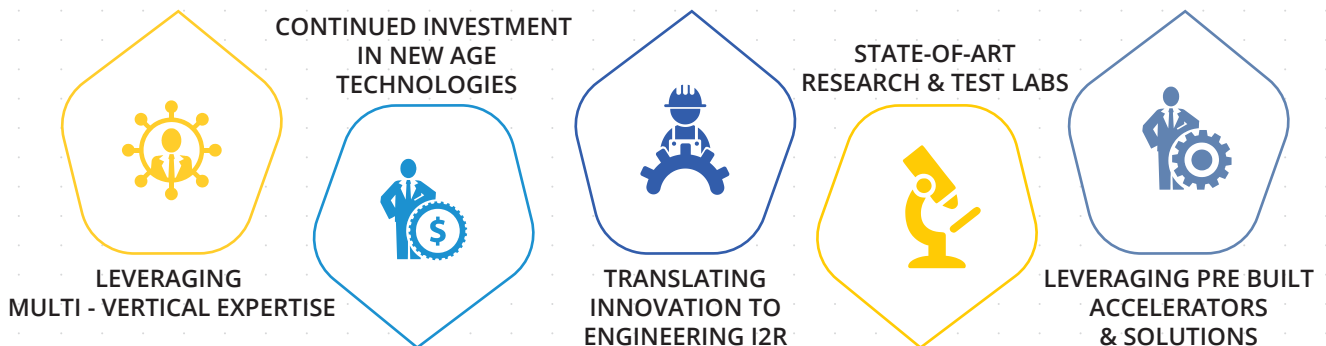 LEVERAGING
MULTI - VERTICAL EXPERTISE
CONTINUED INVESTMENT
IN NEW AGE
TECHNOLOGIES
$
TRANSLATING
INNOVATION TO
ENGINEERING I2R
STATE-OF-ART
RESEARCH & TEST LABS
LEVERAGING PRE BUILT
ACCELERATORS
& SOLUTIONS